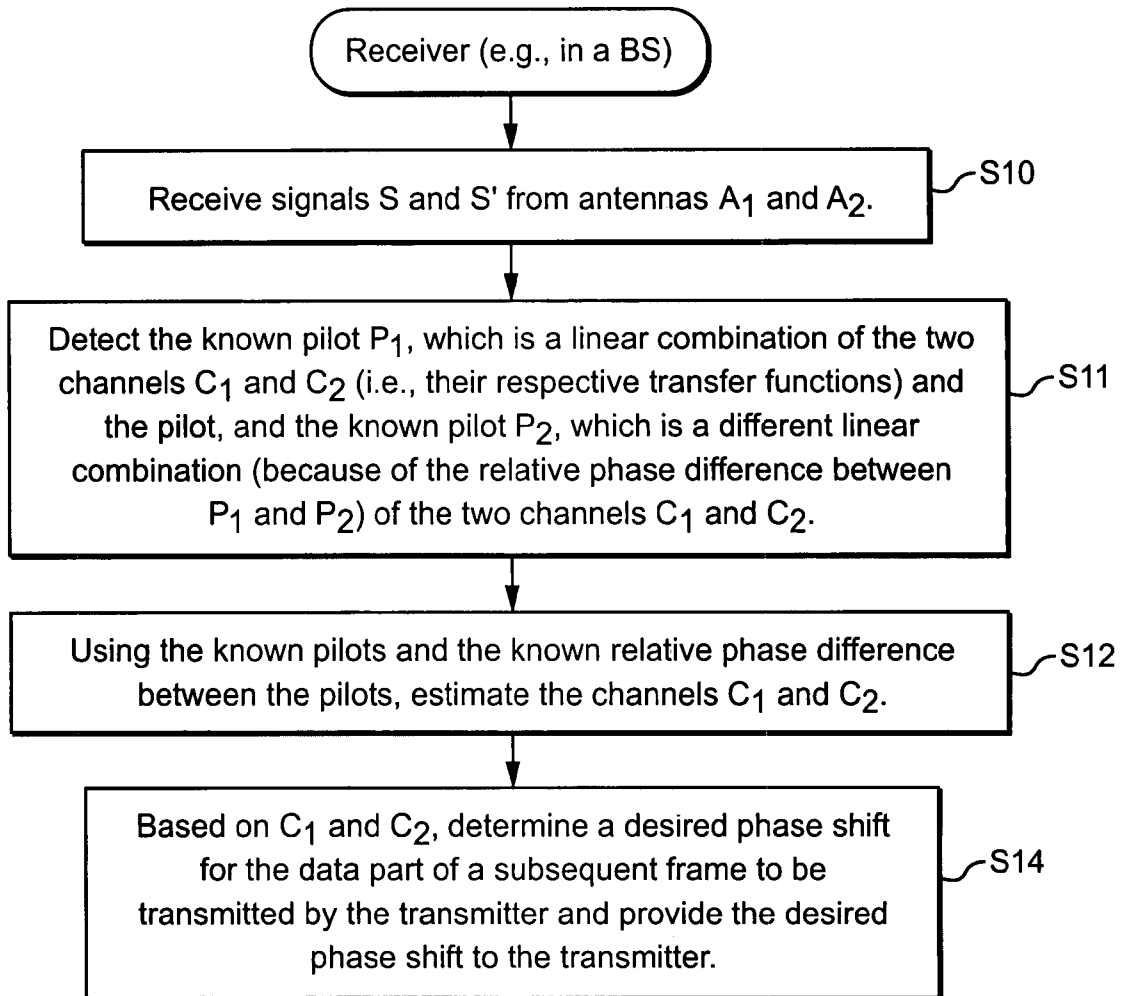 Receiver (e.g., in a BS)
Receive signals S and S' from antennas A1 and A2.
S10
Detect the known pilot P1, which is a linear combination of the two
channels C1 and C2 (i.e., their respective transfer functions) and
the pilot, and the known pilot P2, which is a different linear
combination (because of the relative phase difference between
P1 and P2) of the two channels C1 and C2.
S11
Using the known pilots and the known relative phase difference
between the pilots, estimate the channels C1 and C2.
S12
Based on C1 and C2, determine a desired phase shift
for the data part of a subsequent frame to be
transmitted by the transmitter and provide the desired
phase shift to the transmitter.
S14